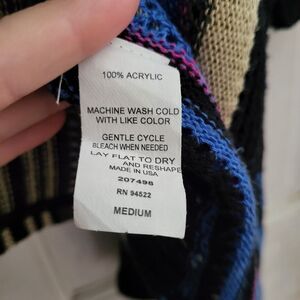 100% ACRYLIC
MACHINE WASH COLD
WITH LIKE COLOR
GENTLE CYCLE
BLEACH WHEN NEEDED
LAY FLAT TO DRY
AND RESHAPE
MADE IN USA
207498
RN 94522
MEDIUM